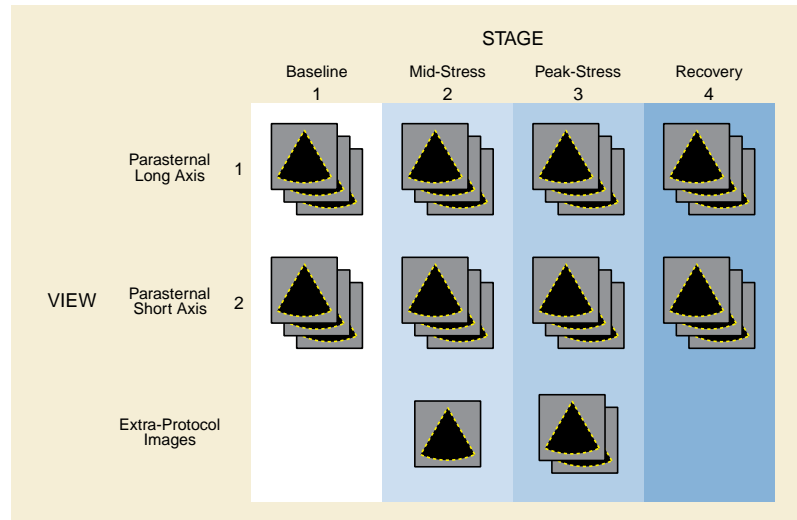 STAGE
Baseline Mid-Stress Peak-Stress Recovery
1 2 3 4
Parasternal
Long Axis 1
VIEW Parasternal
Short Axis 2
Extra-Protocol
Images